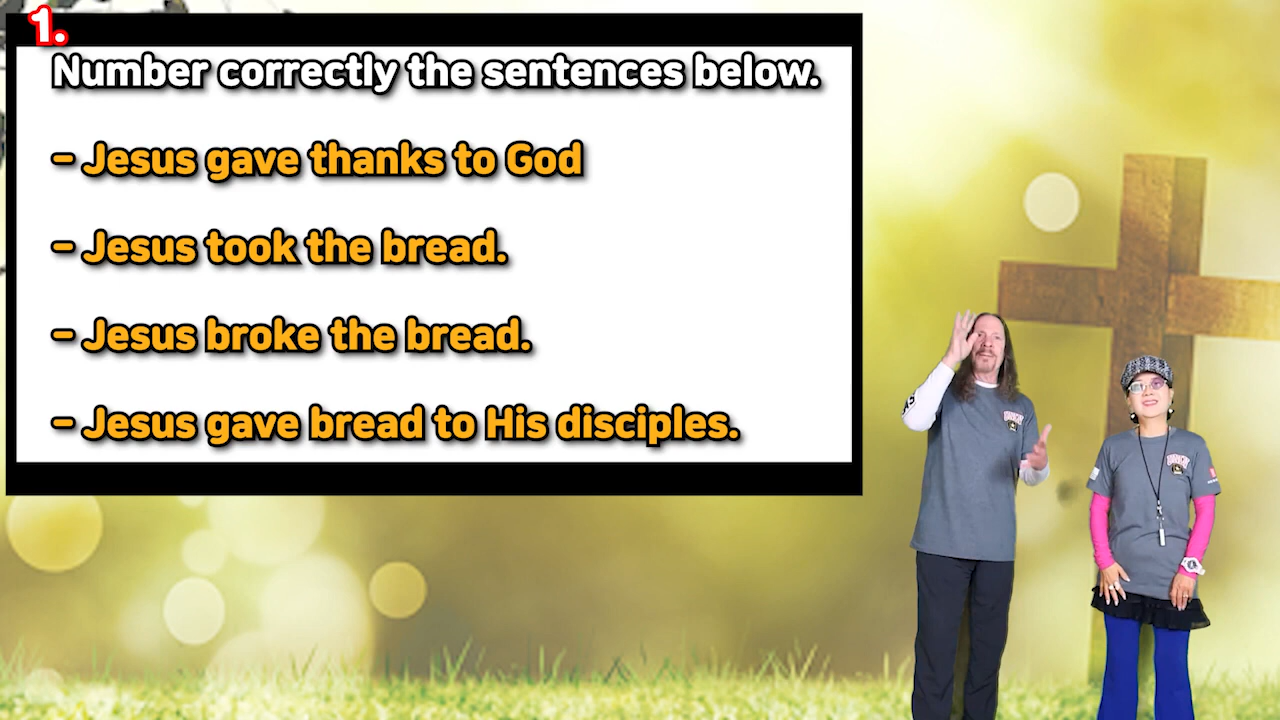 1.
Number correctly the sentences below.
- Jesus gave thanks to God
- Jesus took the bread.
- Jesus broke the bread.
- Jesus gave bread to His disciples.